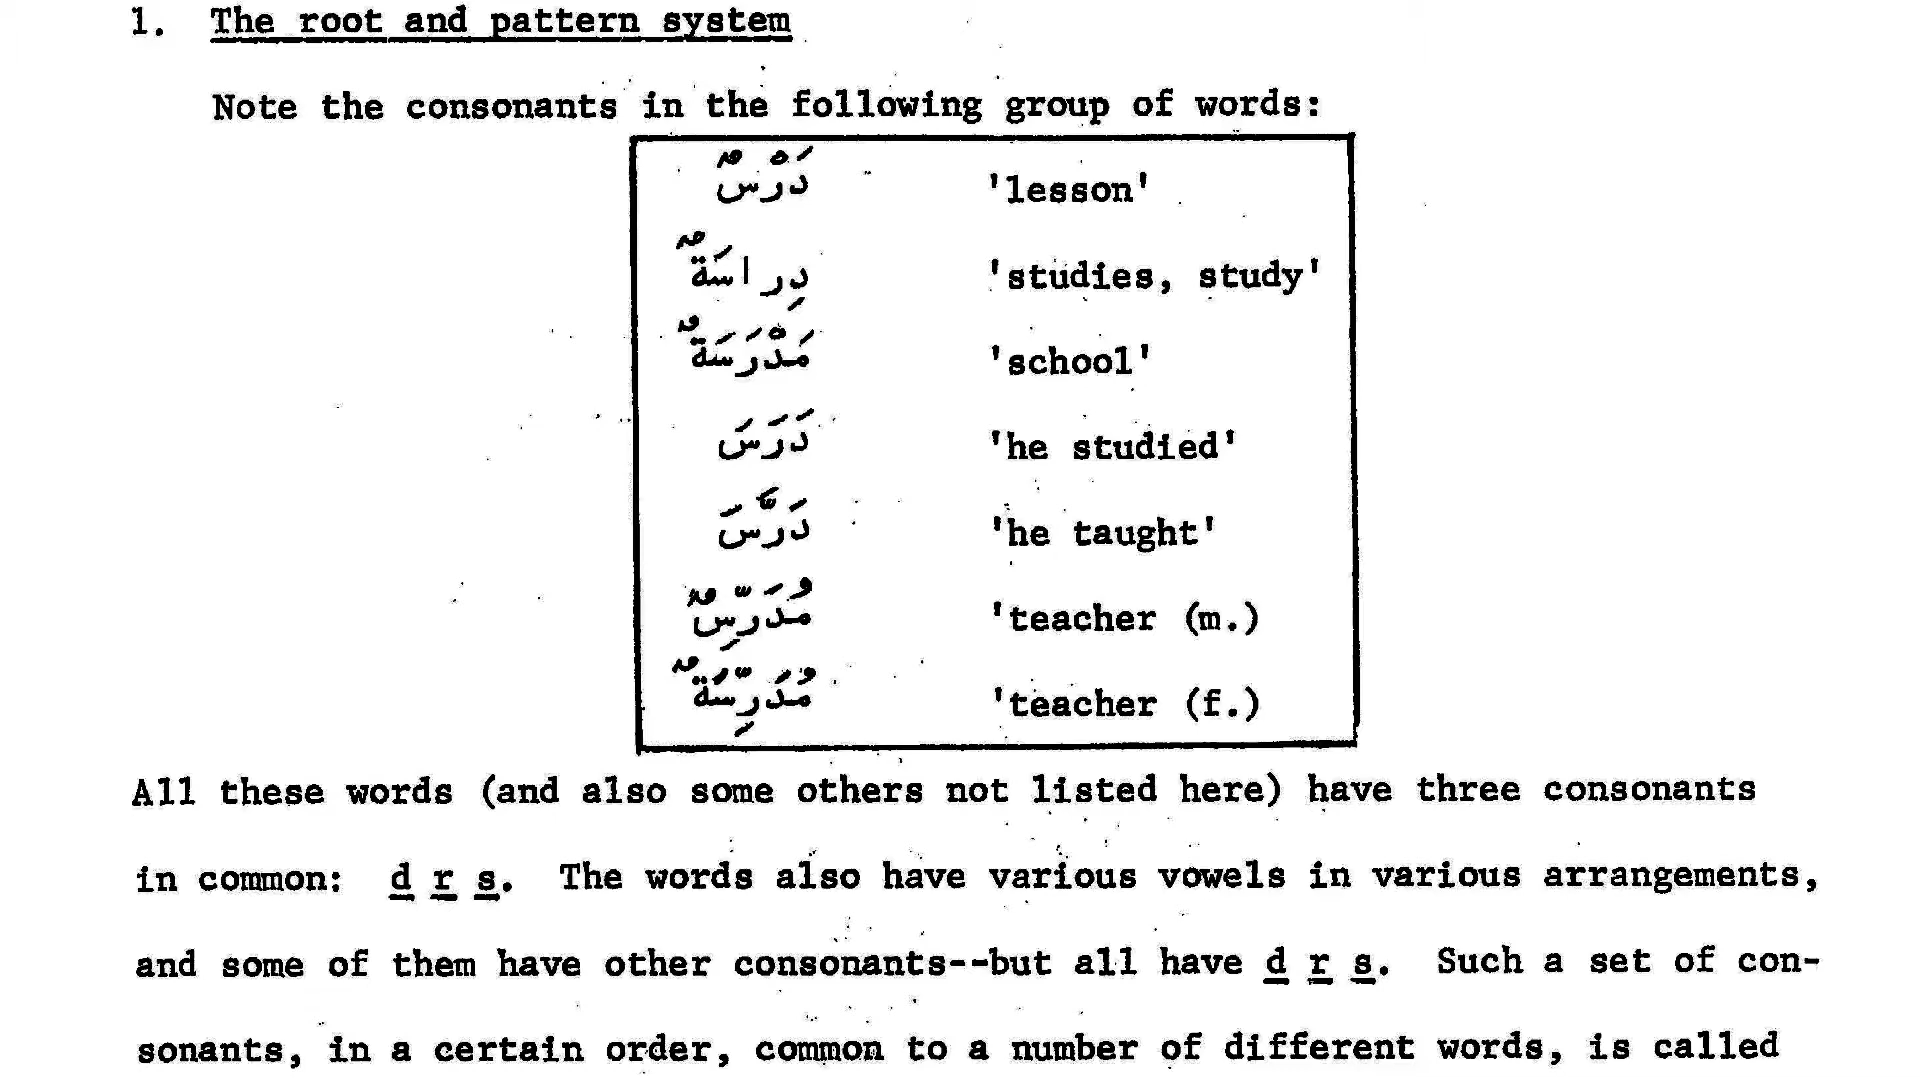 1. The root and pattern system
Note the consonants in the following group of words:
دَرْسٌ 'lesson'
دِراسَةٌ 'studies, study'
مَدْرَسَةٌ 'school'
دَرَسَ 'he studied'
دَرَّسَ 'he taught'
مُدَرِّسٌ 'teacher (m.)
مُدَرِّسَةٌ 'teacher (f.)
All these words (and also some others not listed here) have three consonants
in common: d r s. The words also have various vowels in various arrangements,
and some of them have other consonants--but all have d r s. Such a set of con-
sonants, in a certain order, common to a number of different words, is called